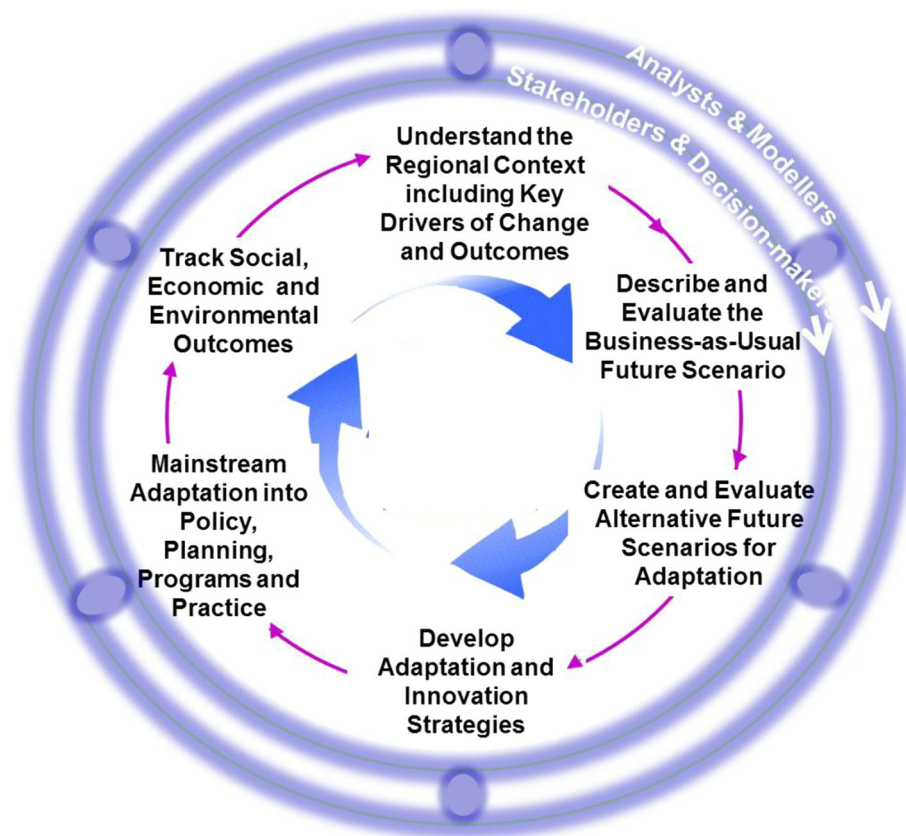 Analysts & Modellers
Stakeholders & Decision-makers
Understand the
Regional Context
including Key
Drivers of Change
and Outcomes
Describe and
Evaluate the
Business-as-Usual
Future Scenario
Create and Evaluate
Alternative Future
Scenarios for
Adaptation
Develop
Adaptation and
Innovation
Strategies
Mainstream
Adaptation into
Policy,
Planning,
Programs and
Practice
Track Social,
Economic and
Environmental
Outcomes